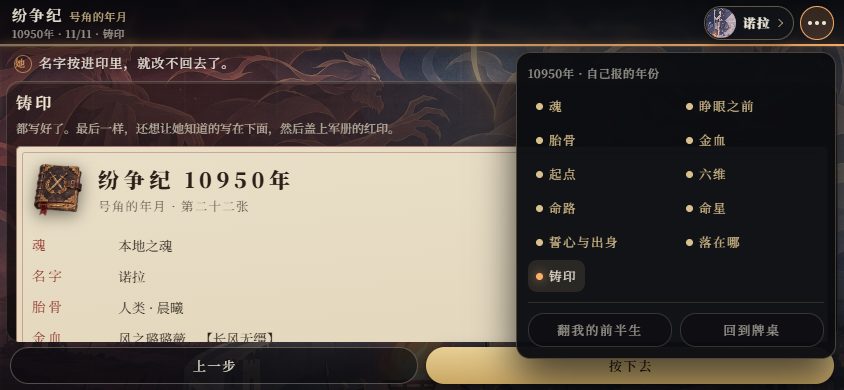 纷争纪 号角的年月
10950年 · 11/11 · 铸印
诺拉
她 名字按进印里，就改不回去了。
铸印
都写好了。最后一样，还想让她知道的写在下面，然后盖上军册的红印。
纷争纪 10950年
号角的年月 · 第二十二张
魂 本地之魂
名字 诺拉
胎骨 人类 · 晨曦
金血 风之璐璐薇 【长风无缰】
10950年 · 自己报的年份
魂 睁眼之前
胎骨 金血
起点 六维
命路 命星
誓心与出身 落在哪
铸印
翻我的前半生 回到牌桌
上一步 按下去